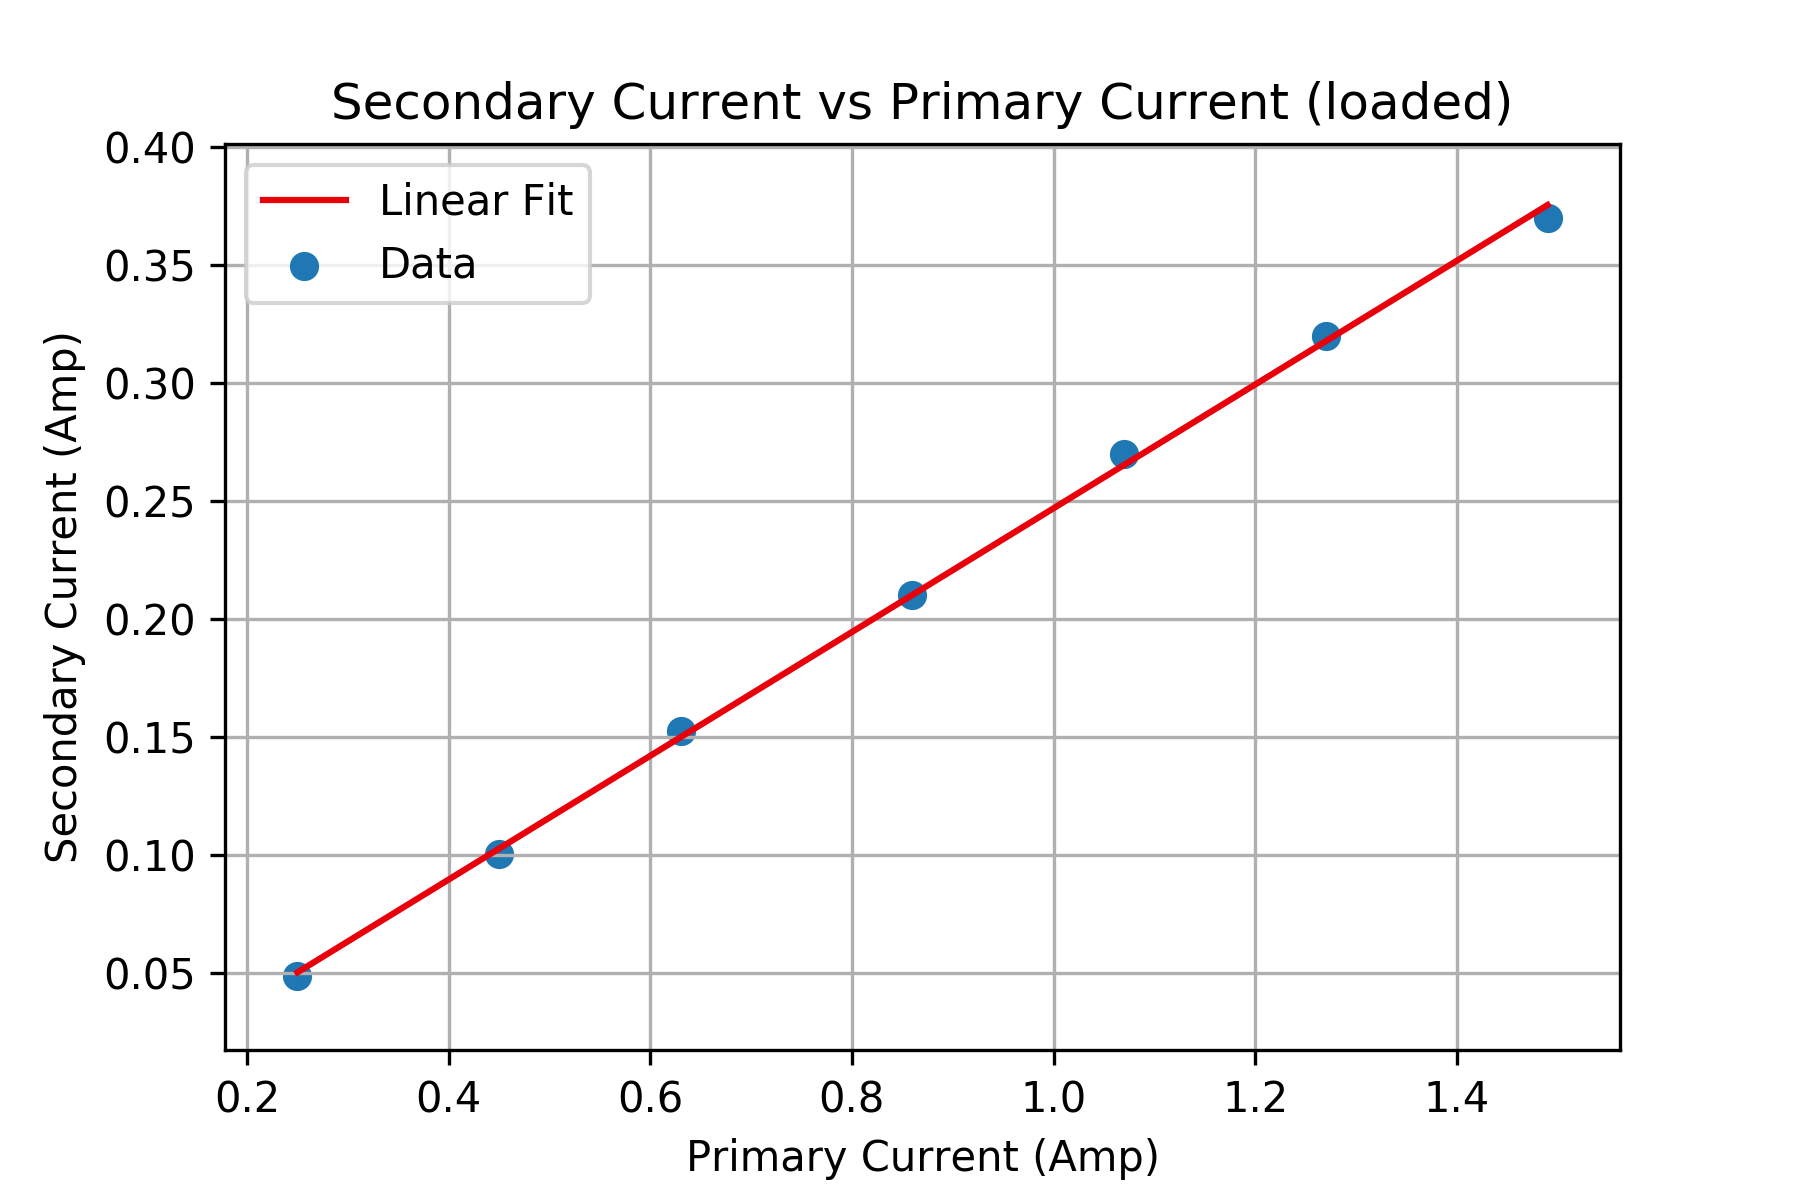 Secondary Current vs Primary Current (loaded)
Linear Fit
Data
0.40
0.35
0.30
0.25
0.20
0.15
0.10
0.05
Secondary Current (Amp)
0.2 0.4 0.6 0.8 1.0 1.2 1.4
Primary Current (Amp)